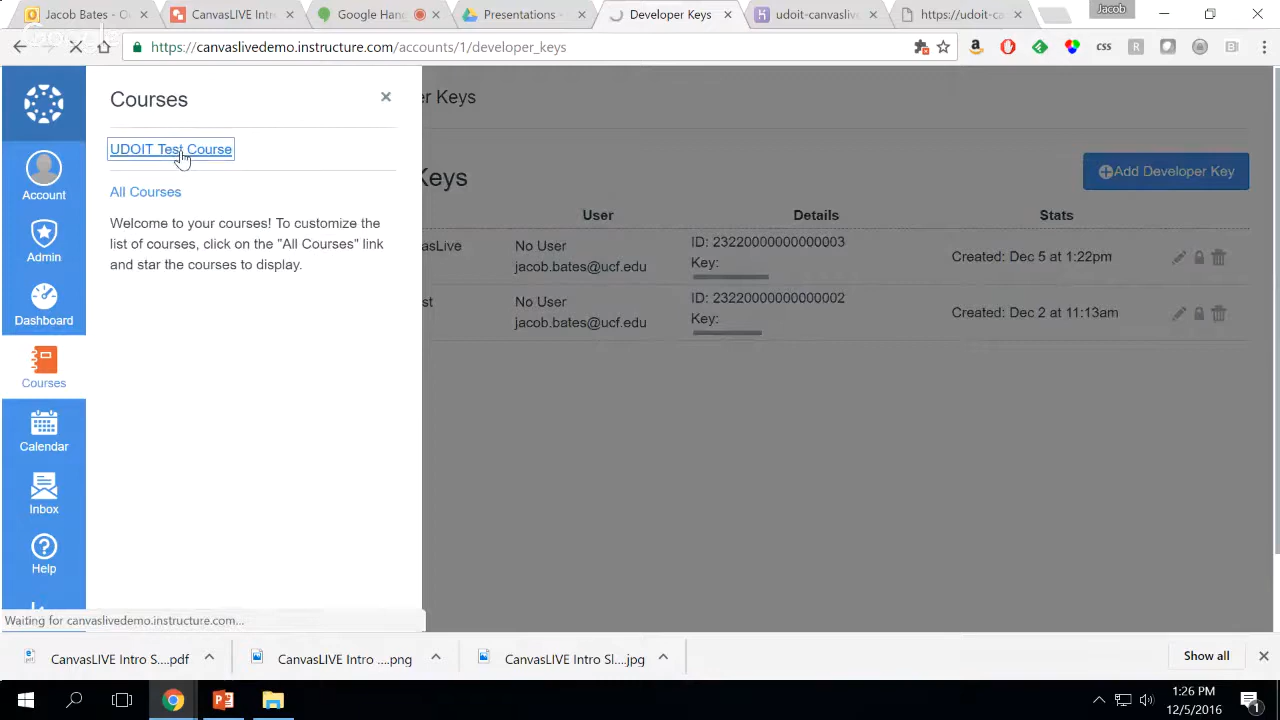 Jacob Bates - C
CanvasLIVE Intr
Google Han
Presentations -
Developer Keys
udoit-canvasliv
https://udoit-ca
Jacob
https://canvaslivedemo.instructure.com/accounts/1/developer_keys
css
Courses
UDOIT Test Course
All Courses
Welcome to your courses! To customize the
list of courses, click on the "All Courses" link
and star the courses to display.
Account
Admin
Dashboard
Courses
Calendar
Inbox
Help
er Keys
Keys
Add Developer Key
User
Details
Stats
asLive
No User
jacob.bates@ucf.edu
ID: 23220000000000003
Key:
Created: Dec 5 at 1:22pm
st
No User
jacob.bates@ucf.edu
ID: 23220000000000002
Key:
Created: Dec 2 at 11:13am
Waiting for canvaslivedemo.instructure.com...
CanvasLIVE Intro S....pdf
CanvasLIVE Intro ....png
CanvasLIVE Intro Sl....jpg
Show all
1:26 PM
12/5/2016
1